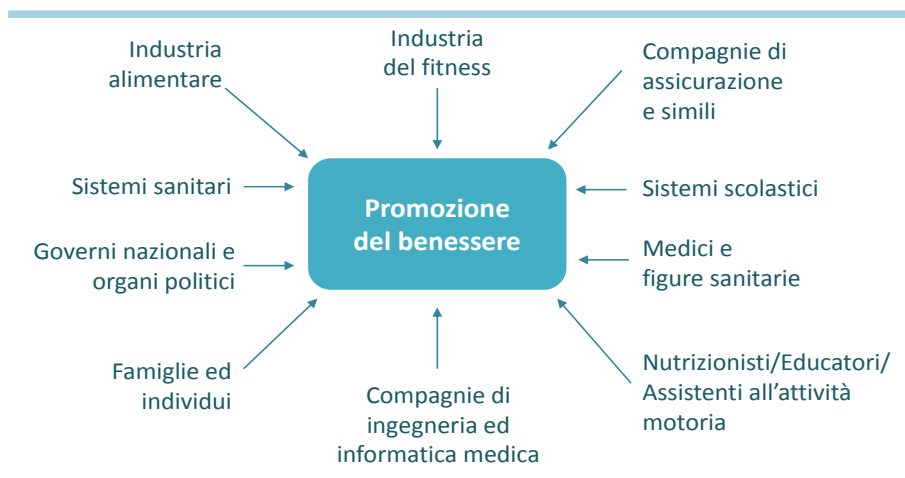 Industria
alimentare
Industria
del fitness
Compagnie di
assicurazione
e simili
Sistemi sanitari
Promozione
del benessere
Sistemi scolastici
Governi nazionali e
organi politici
Medici e
figure sanitarie
Famiglie ed
individui
Compagnie di
ingegneria ed
informatica medica
Nutrizionisti/Educatori/
Assistenti all’attività
motoria